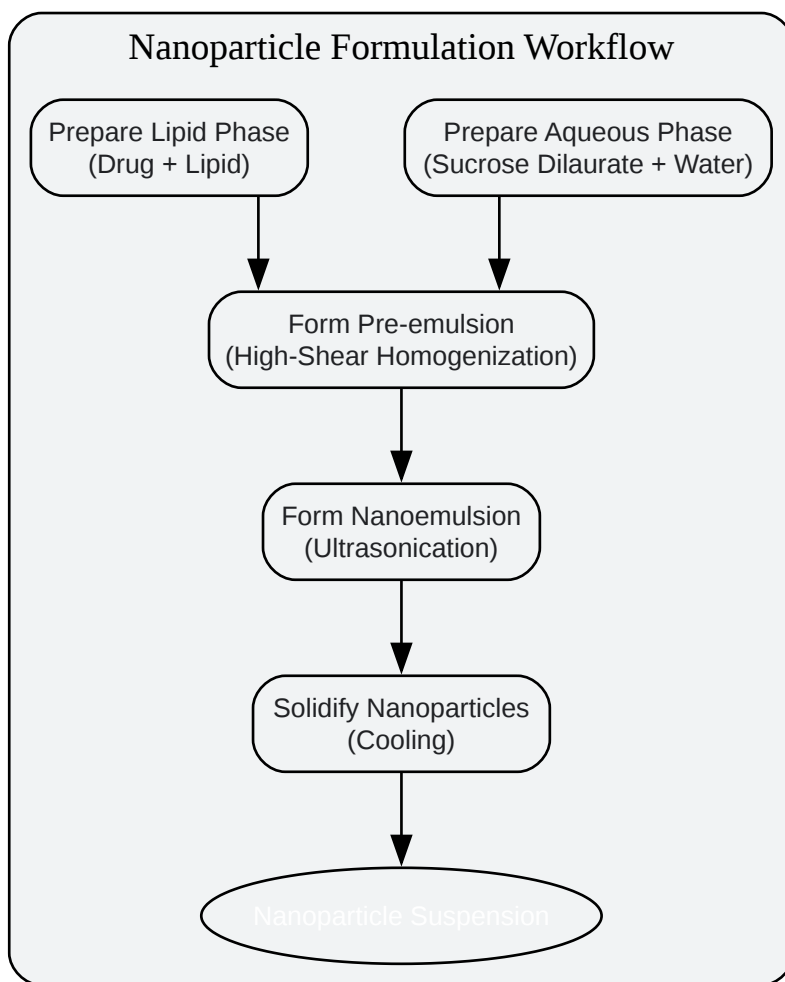 Nanoparticle Formulation Workflow
Prepare Lipid Phase
(Drug + Lipid)
Prepare Aqueous Phase
(Sucrose Dilaurate + Water)
Form Pre-emulsion
(High-Shear Homogenization)
Form Nanoemulsion
(Ultrasonication)
Solidify Nanoparticles
(Cooling)
Nanoparticle Suspension